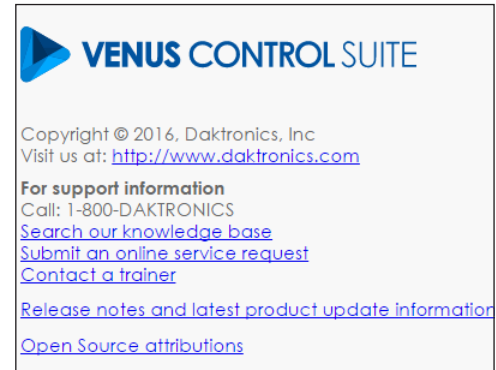 VENUS CONTROL SUITE
Copyright © 2016, Daktronics, Inc
Visit us at: http://www.daktronics.com
For support information
Call: 1-800-DAKTRONICS
Search our knowledge base
Submit an online service request
Contact a trainer
Release notes and latest product update information
Open Source attributions